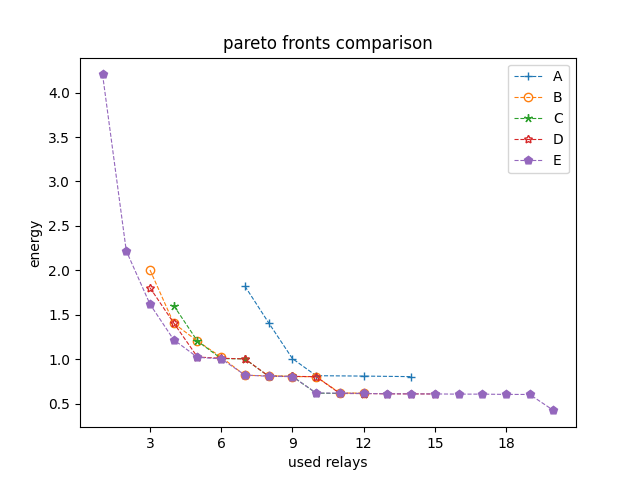 pareto fronts comparison
A
B
C
D
E
energy
4.0
3.5
3.0
2.5
2.0
1.5
1.0
0.5
3 6 9 12 15 18
used relays